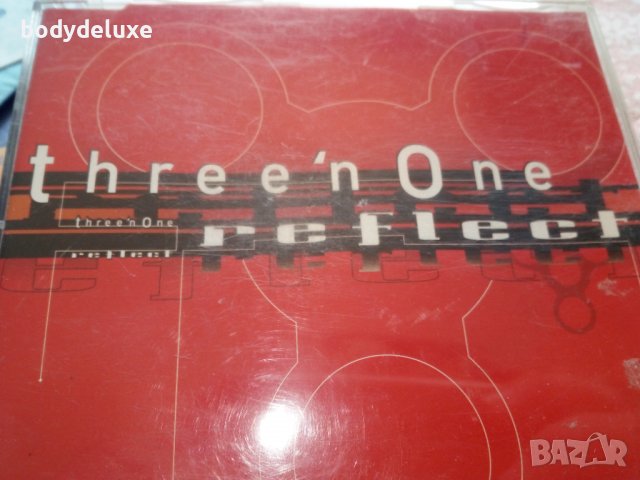 bodydeluxe
three'n One
three'n One
reflect
reflect
BAZAR